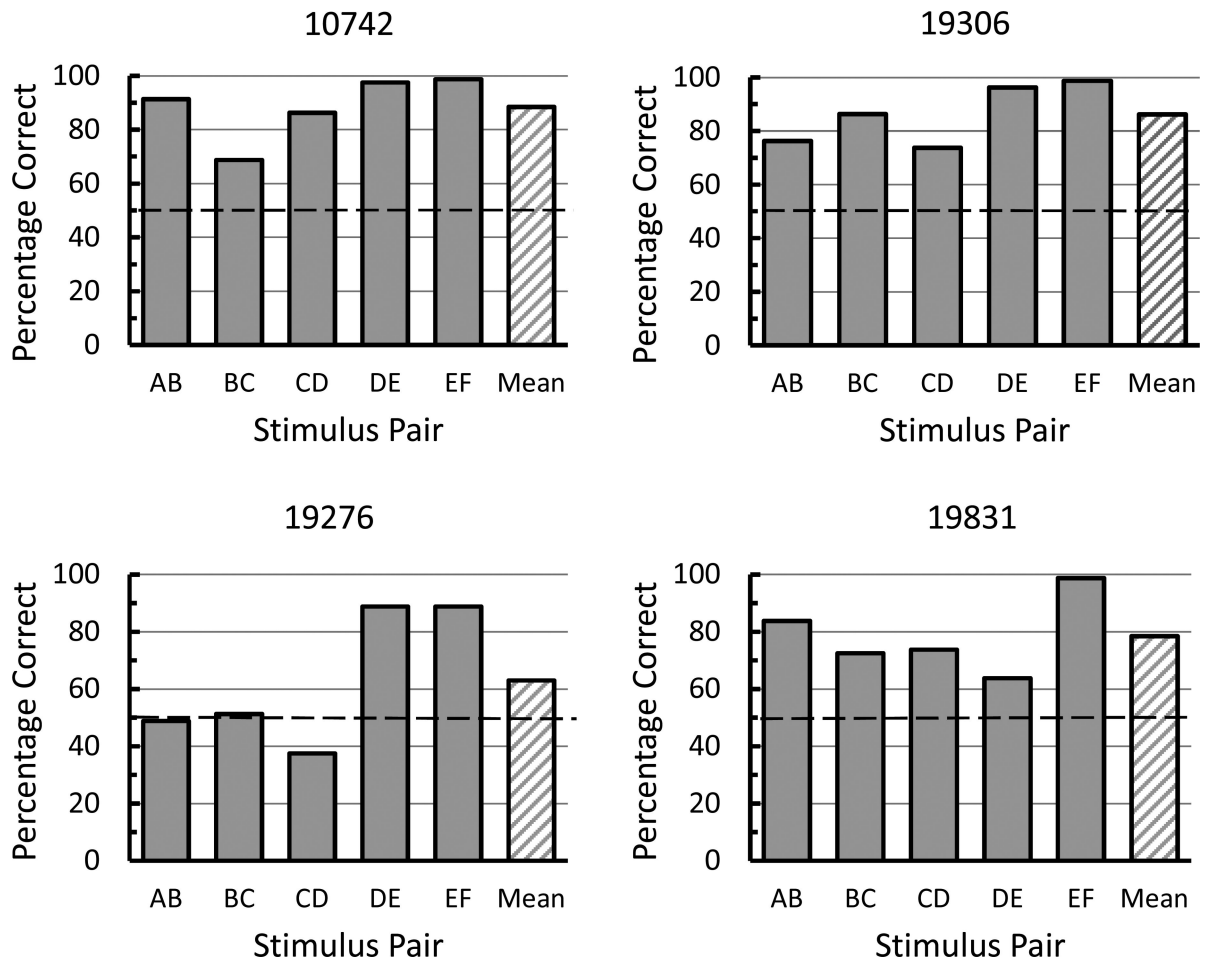 10742
Percentage Correct
100
80
60
40
20
0
AB BC CD DE EF Mean
Stimulus Pair
19306
Percentage Correct
100
80
60
40
20
0
AB BC CD DE EF Mean
Stimulus Pair
19276
Percentage Correct
100
80
60
40
20
0
AB BC CD DE EF Mean
Stimulus Pair
19831
Percentage Correct
100
80
60
40
20
0
AB BC CD DE EF Mean
Stimulus Pair